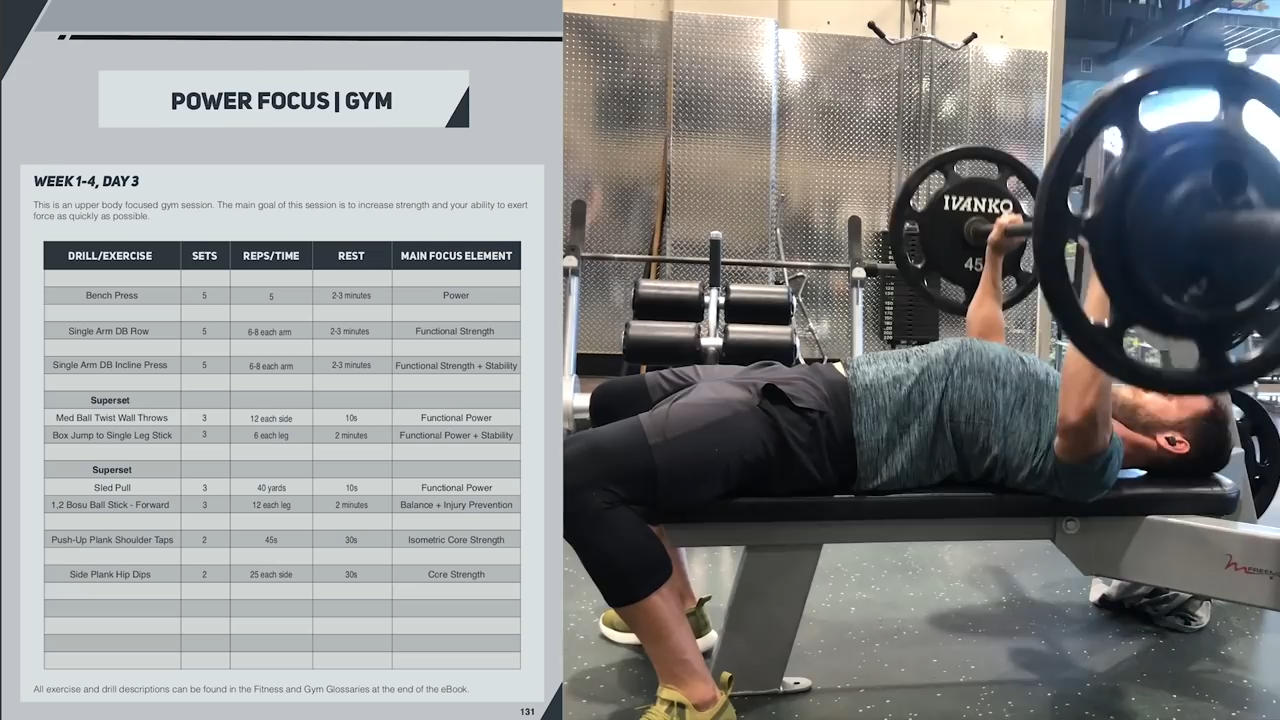 POWER FOCUS | GYM
WEEK 1-4, DAY 3
This is an upper body focused gym session. The main goal of this session is to increase strength and your ability to exert
force as quickly as possible.
DRILL/EXERCISE SETS REPS/TIME REST MAIN FOCUS ELEMENT
Bench Press 5 5 2-3 minutes Power
Single Arm DB Row 5 6-8 each arm 2-3 minutes Functional Strength
Single Arm DB Incline Press 5 6-8 each arm 2-3 minutes Functional Strength + Stability
Superset
Med Ball Twist Wall Throws 3 12 each side 10s Functional Power
Box Jump to Single Leg Stick 3 6 each leg 2 minutes Functional Power + Stability
Superset
Sled Pull 3 40 yards 10s Functional Power
1,2 Bosu Ball Stick - Forward 3 12 each leg 2 minutes Balance + Injury Prevention
Push-Up Plank Shoulder Taps 2 45s 30s Isometric Core Strength
Side Plank Hip Dips 2 25 each side 30s Core Strength
All exercise and drill descriptions can be found in the Fitness and Gym Glossaries at the end of the eBook.
131
IVANKO
45